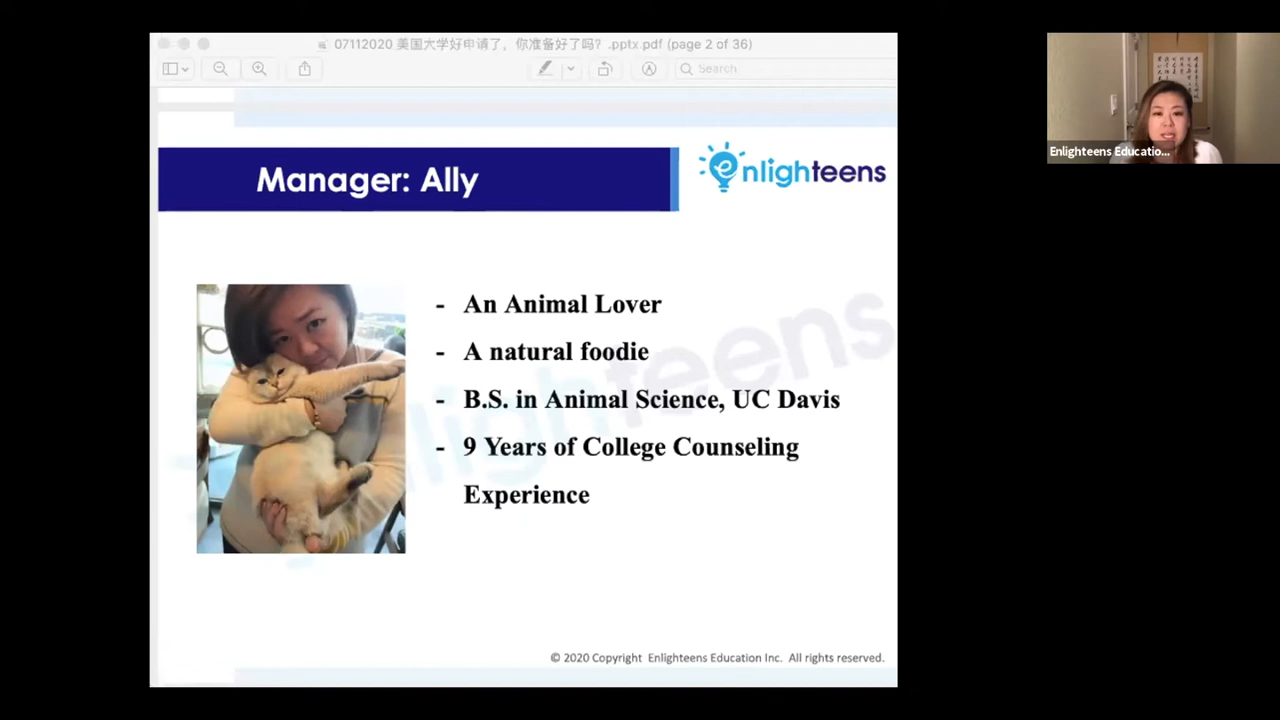 07112020 美国大学好申请了，你准备好了吗？.pptx.pdf (page 2 of 36)
Search
Manager: Ally
enlighteens
- An Animal Lover
- A natural foodie
- B.S. in Animal Science, UC Davis
- 9 Years of College Counseling
Experience
enlighteens
© 2020 Copyright Enlighteens Education Inc. All rights reserved.
Enlighteens Educatio...